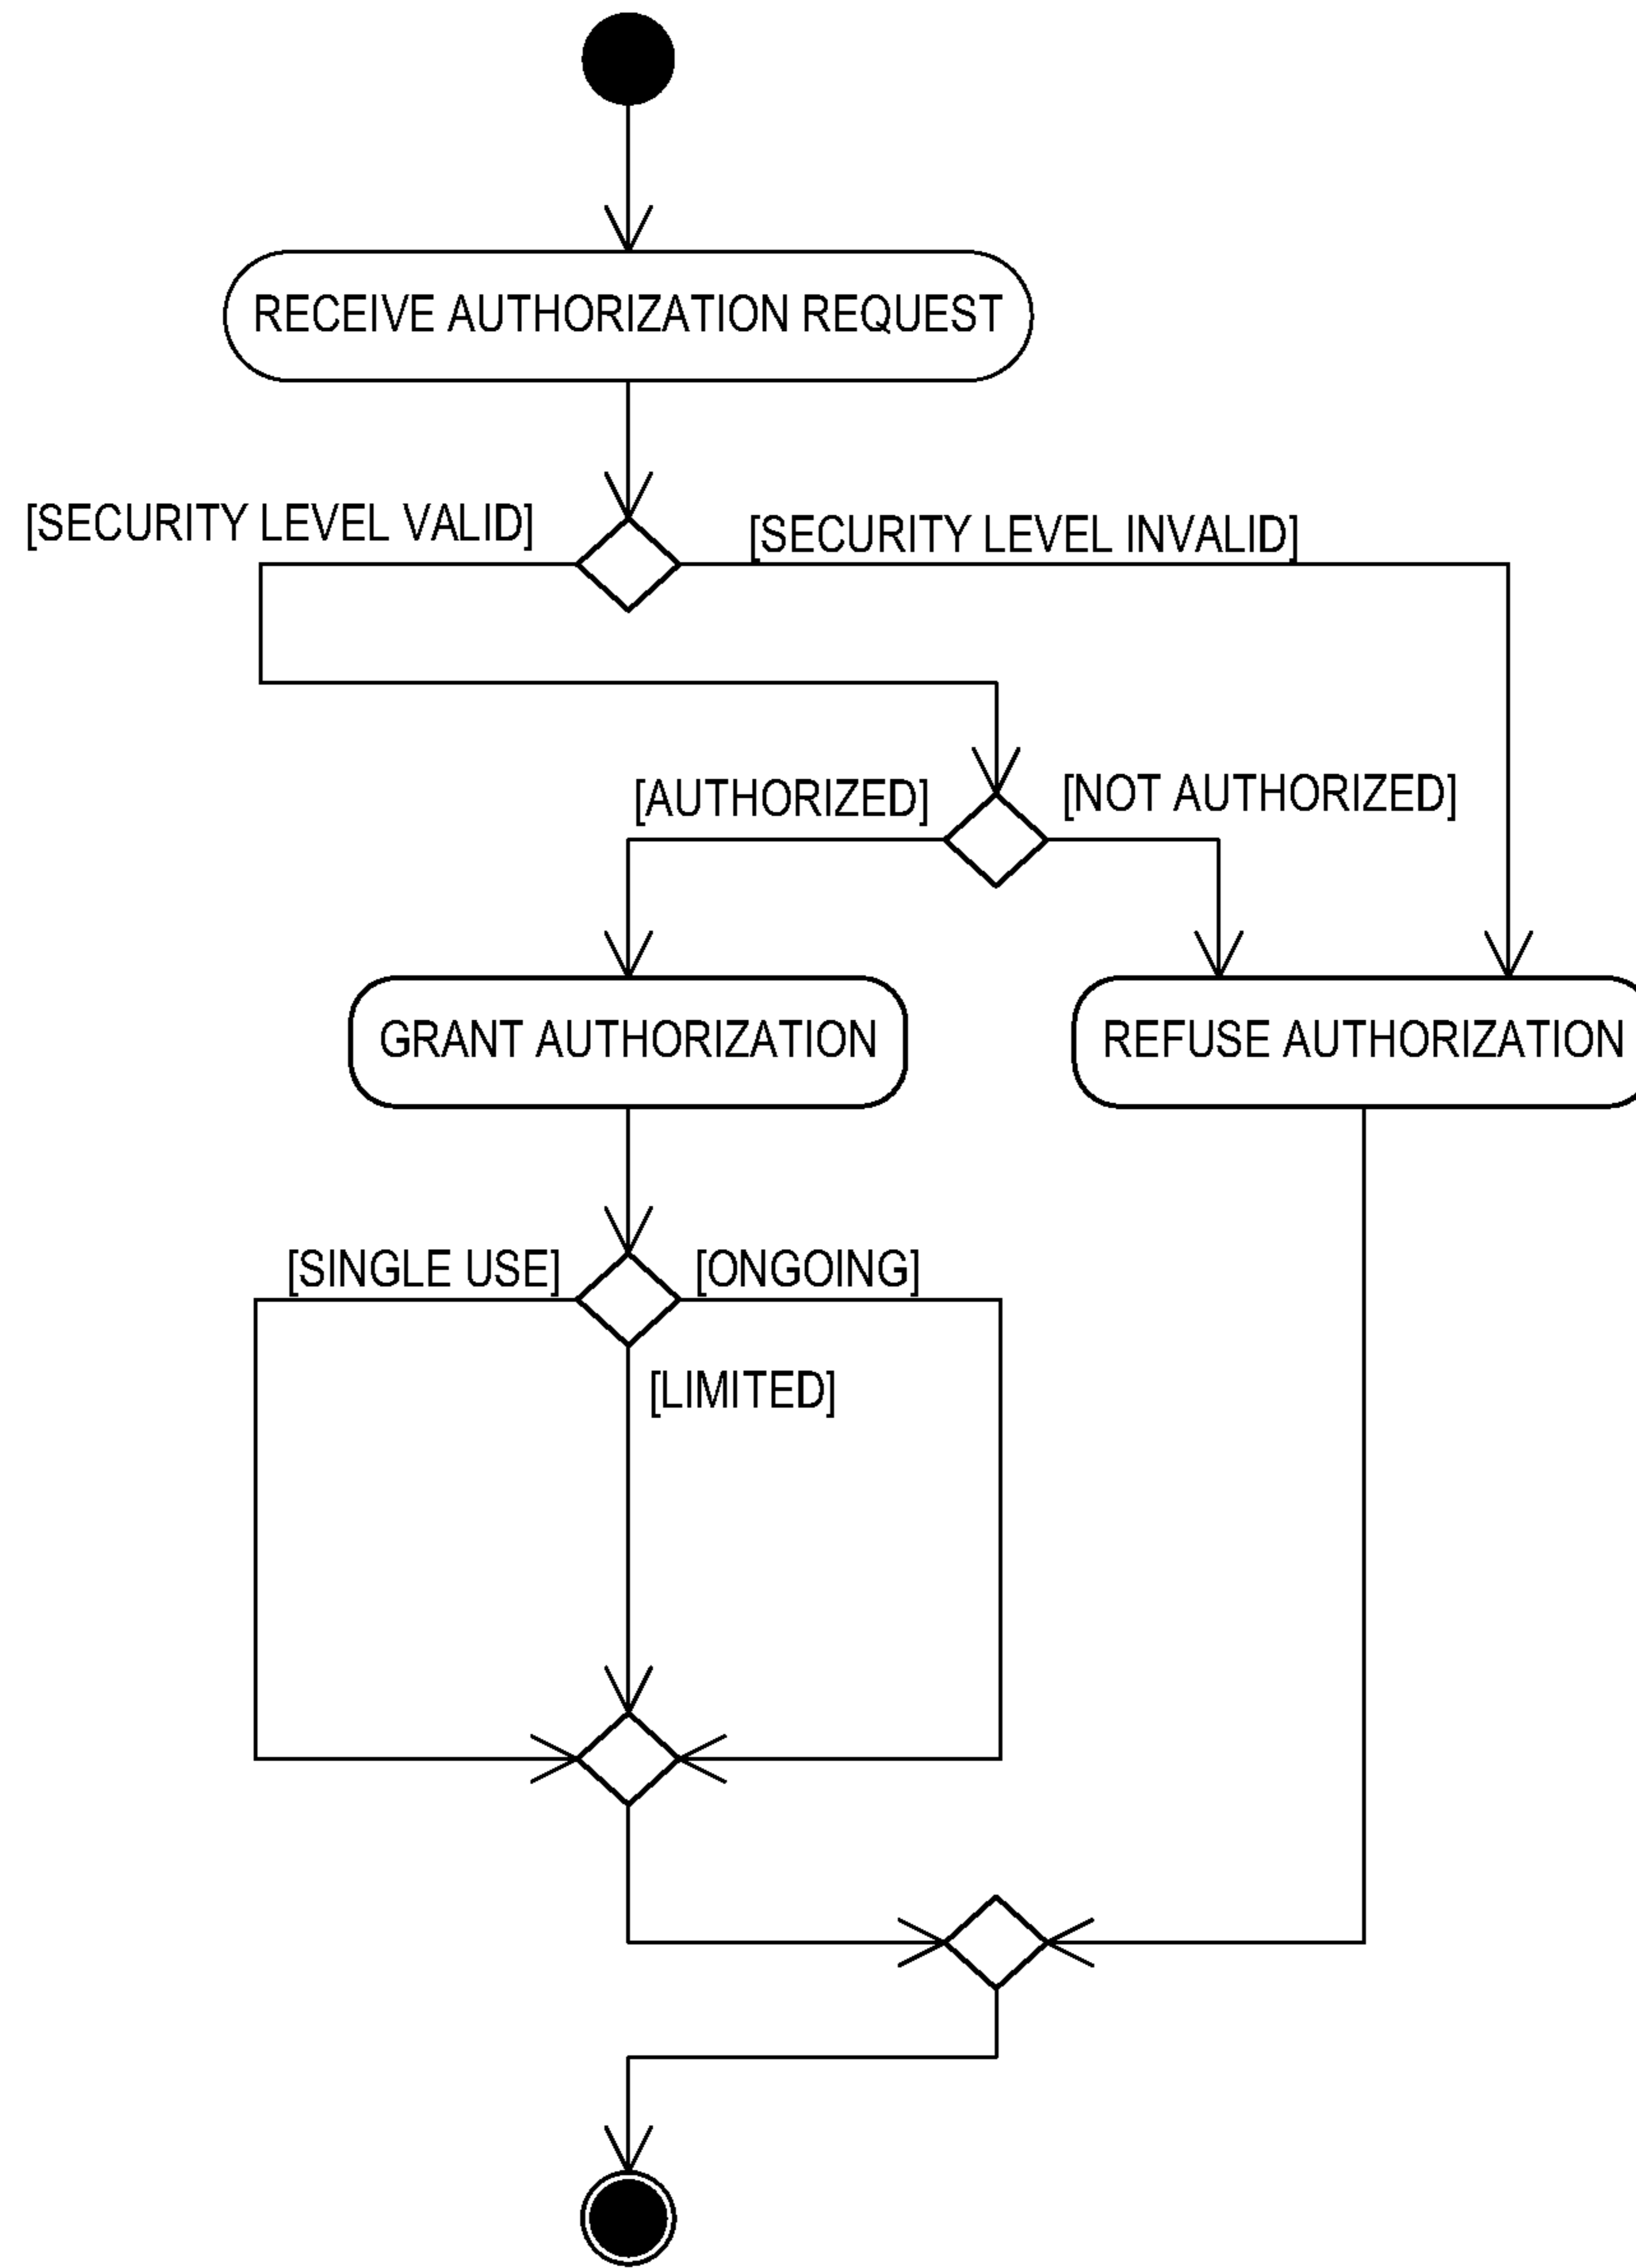 RECEIVE AUTHORIZATION REQUEST
[SECURITY LEVEL VALID]
[SECURITY LEVEL INVALID]
[AUTHORIZED]
[NOT AUTHORIZED]
GRANT AUTHORIZATION
REFUSE AUTHORIZATION
[SINGLE USE]
[ONGOING]
[LIMITED]